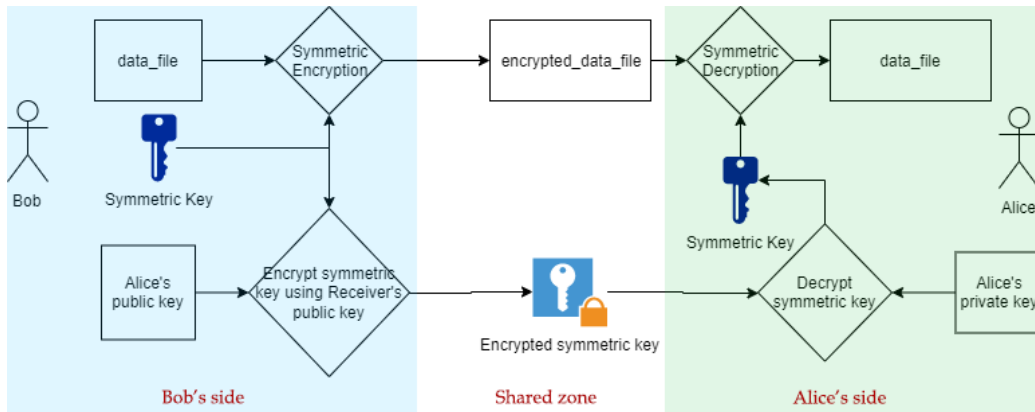 data_file
Symmetric
Encryption
encrypted_data_file
Symmetric
Decryption
data_file
Bob
Symmetric Key
Symmetric Key
Alice
Alice's
public key
Encrypt symmetric
key using Receiver's
public key
Encrypted symmetric key
Decrypt
symmetric key
Alice's
private key
Bob's side
Shared zone
Alice's side